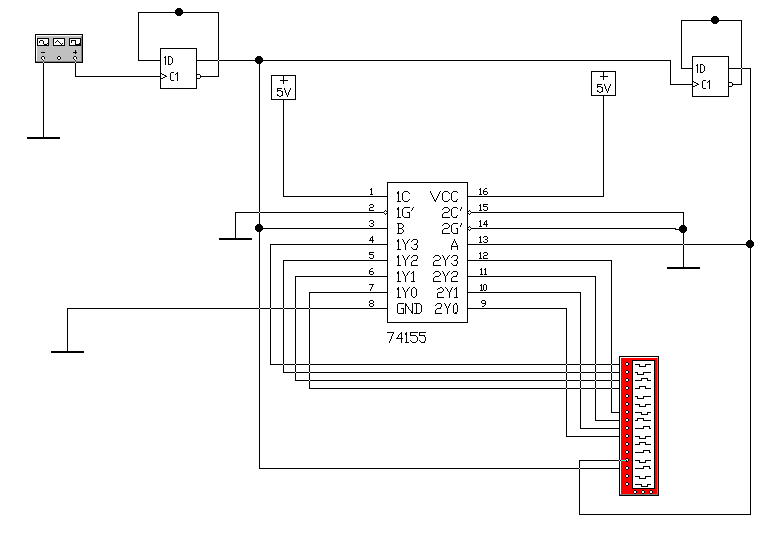 − +
1D
C1
+
5V
+
5V
1D
C1
1 1C VCC 16
2 1G' 2C' 15
3 B 2G' 14
4 1Y3 A 13
5 1Y2 2Y3 12
6 1Y1 2Y2 11
7 1Y0 2Y1 10
8 GND 2Y0 9
74155